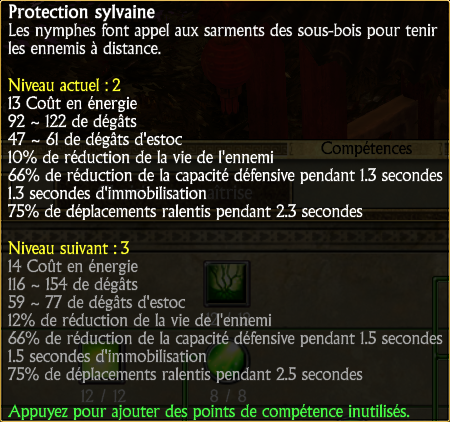 Protection sylvaine
Les nymphes font appel aux sarments des sous-bois pour tenir
les ennemis à distance.
Niveau actuel : 2
13 Coût en énergie
92 ~ 122 de dégâts
47 ~ 61 de dégâts d'estoc
10% de réduction de la vie de l'ennemi
Compétences
66% de réduction de la capacité défensive pendant 1.3 secondes
1.3 secondes d'immobilisation
75% de déplacements ralentis pendant 2.3 secondes
Niveau suivant : 3
14 Coût en énergie
116 ~ 154 de dégâts
59 ~ 77 de dégâts d'estoc
12% de réduction de la vie de l'ennemi
66% de réduction de la capacité défensive pendant 1.5 secondes
1.5 secondes d'immobilisation
75% de déplacements ralentis pendant 2.5 secondes
12 / 12
8 / 8
Appuyez pour ajouter des points de compétence inutilisés.